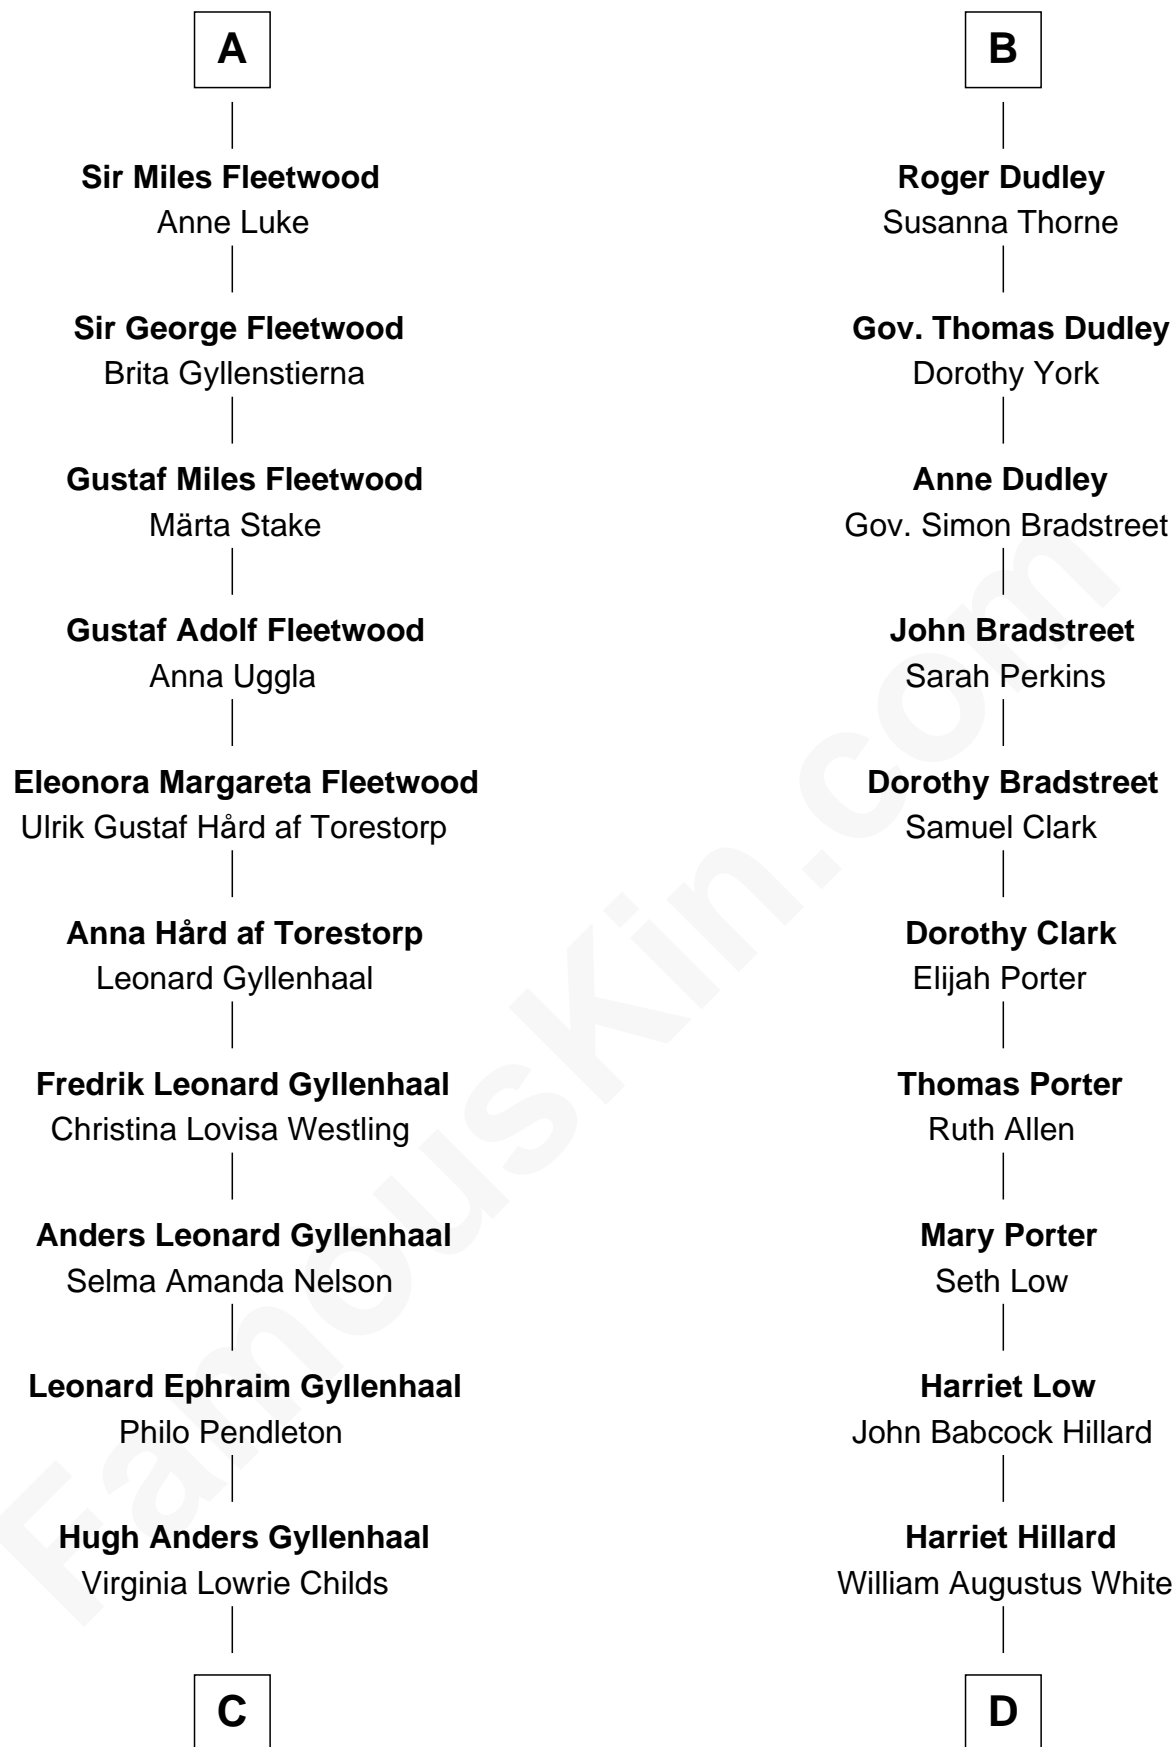 A
Sir Miles Fleetwood
Anne Luke
Sir George Fleetwood
Brita Gyllenstierna
Gustaf Miles Fleetwood
Märta Stake
Gustaf Adolf Fleetwood
Anna Uggla
Eleonora Margareta Fleetwood
Ulrik Gustaf Hård af Torestorp
Anna Hård af Torestorp
Leonard Gyllenhaal
Fredrik Leonard Gyllenhaal
Christina Lovisa Westling
Anders Leonard Gyllenhaal
Selma Amanda Nelson
Leonard Ephraim Gyllenhaal
Philo Pendleton
Hugh Anders Gyllenhaal
Virginia Lowrie Childs
C
B
Roger Dudley
Susanna Thorne
Gov. Thomas Dudley
Dorothy York
Anne Dudley
Gov. Simon Bradstreet
John Bradstreet
Sarah Perkins
Dorothy Bradstreet
Samuel Clark
Dorothy Clark
Elijah Porter
Thomas Porter
Ruth Allen
Mary Porter
Seth Low
Harriet Low
John Babcock Hillard
Harriet Hillard
William Augustus White
D
FamousKin.com